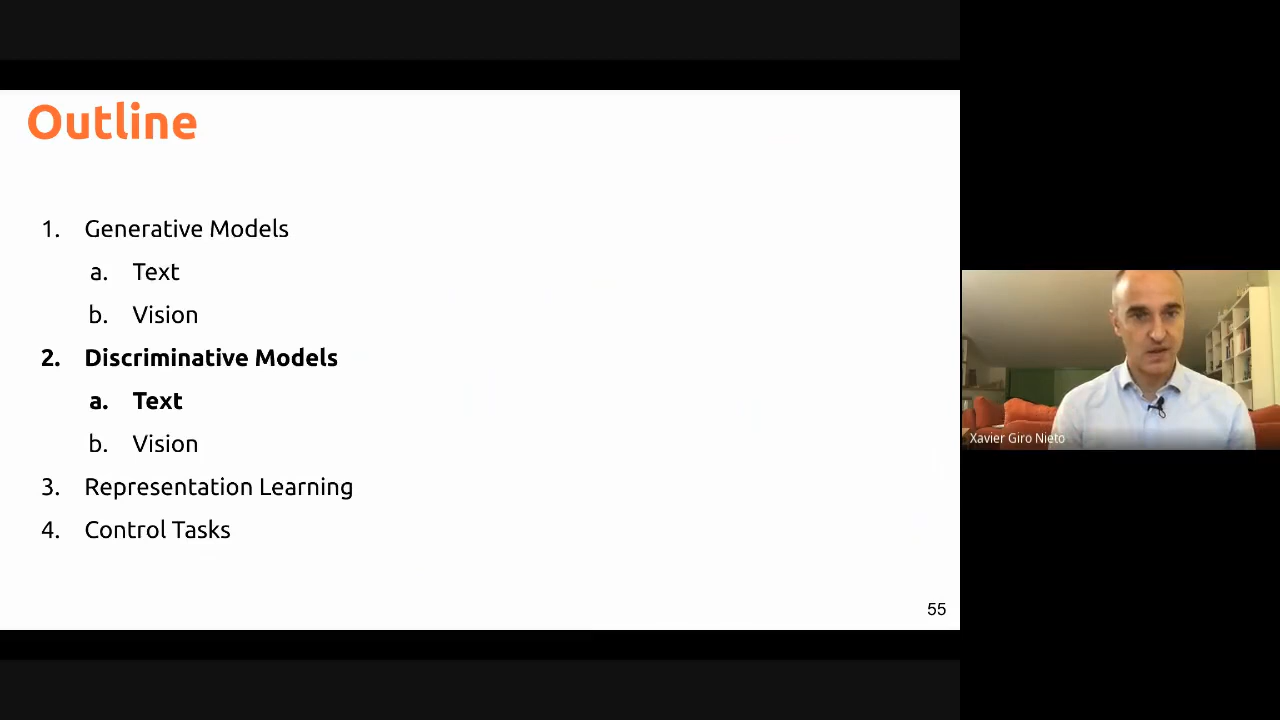 Outline
1. Generative Models
a. Text
b. Vision
2. Discriminative Models
a. Text
b. Vision
3. Representation Learning
4. Control Tasks
55
Xavier Giro Nieto